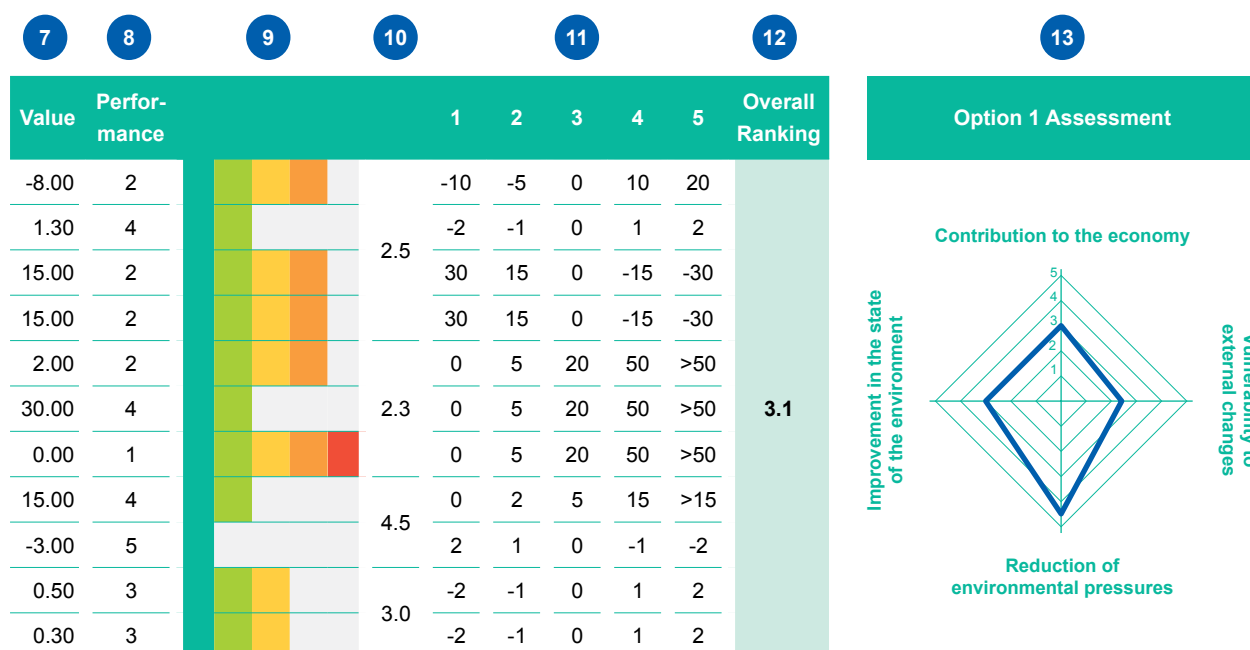 7 8 9 10 11 12 13
Value Perfor-mance 1 2 3 4 5 Overall Ranking Option 1 Assessment
-8.00 2 -10 -5 0 10 20
1.30 4 -2 -1 0 1 2
2.5
15.00 2 30 15 0 -15 -30
15.00 2 30 15 0 -15 -30
2.00 2 0 5 20 50 >50
30.00 4 2.3 0 5 20 50 >50 3.1
0.00 1 0 5 20 50 >50
15.00 4 0 2 5 15 >15
4.5
-3.00 5 2 1 0 -1 -2
0.50 3 -2 -1 0 1 2
3.0
0.30 3 -2 -1 0 1 2
Contribution to the economy
5
4
3
2
1
Improvement in the state
of the environment
Vulnerability to
external changes
Reduction of
environmental pressures